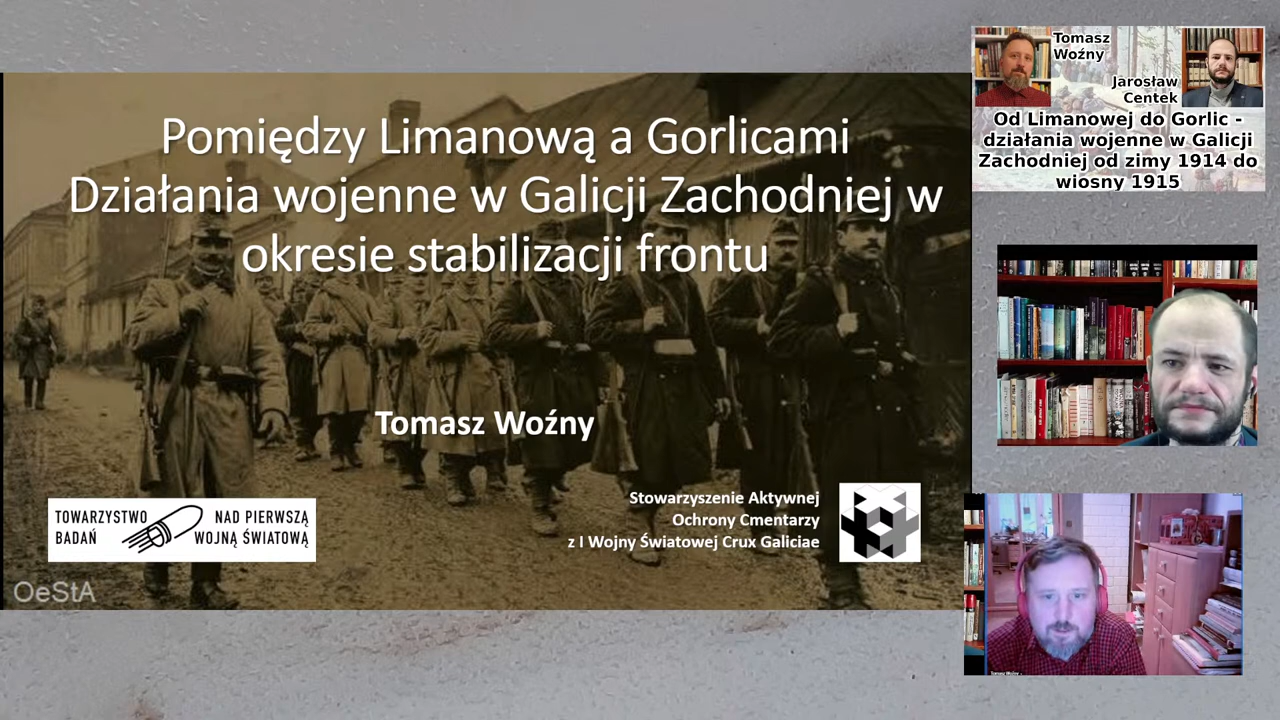 Pomiędzy Limanową a Gorlicami
Działania wojenne w Galicji Zachodniej w
okresie stabilizacji frontu
Tomasz Woźny
TOWARZYSTWO
BADAŃ
NAD PIERWSZĄ
WOJNĄ ŚWIATOWĄ
Stowarzyszenie Aktywnej
Ochrony Cmentarzy
z I Wojny Światowej Crux Galiciae
OeStA
Tomasz
Woźny
Jarosław
Centek
Od Limanowej do Gorlic -
działania wojenne w Galicji
Zachodniej od zimy 1914 do
wiosny 1915
Tomasz Woźny